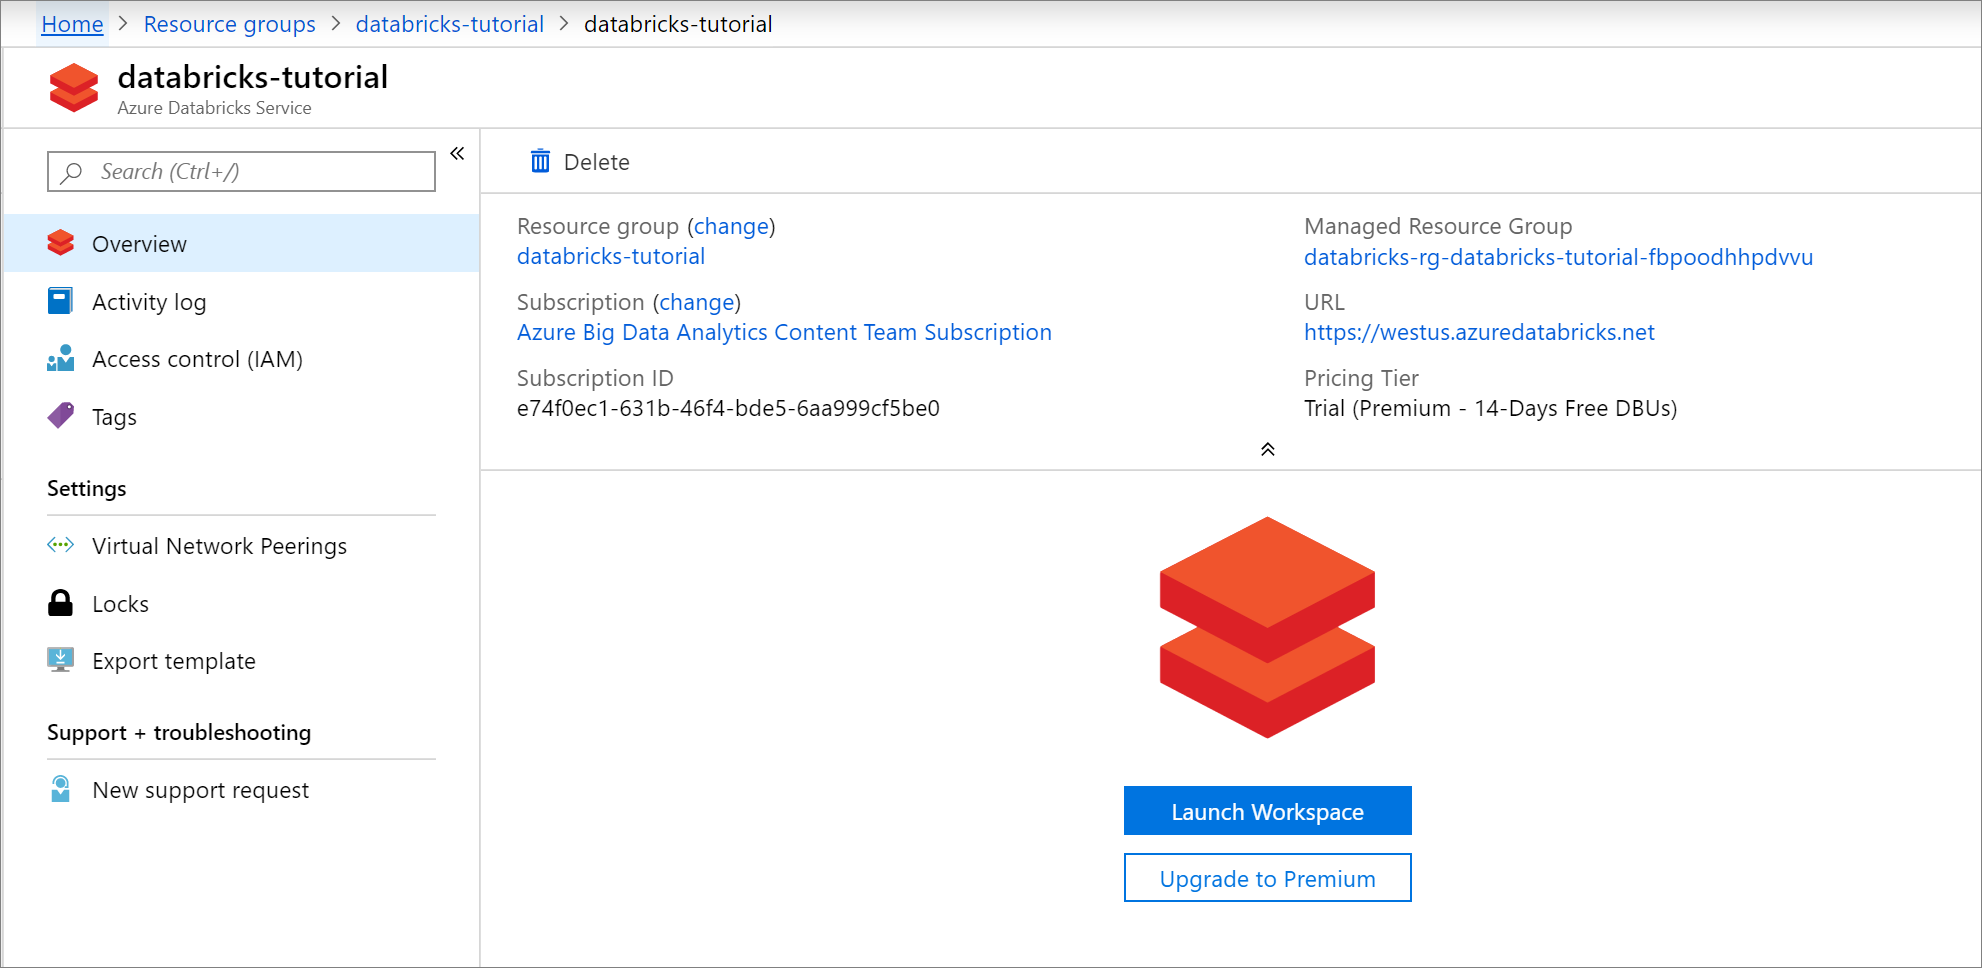 Home > Resource groups > databricks-tutorial > databricks-tutorial
databricks-tutorial
Azure Databricks Service
Search (Ctrl+/)
Overview
Activity log
Access control (IAM)
Tags
Settings
Virtual Network Peerings
Locks
Export template
Support + troubleshooting
New support request
Delete
Resource group (change)
databricks-tutorial
Subscription (change)
Azure Big Data Analytics Content Team Subscription
Subscription ID
e74f0ec1-631b-46f4-bde5-6aa999cf5be0
Managed Resource Group
databricks-rg-databricks-tutorial-fbpoodhhpdvvu
URL
https://westus.azuredatabricks.net
Pricing Tier
Trial (Premium - 14-Days Free DBUs)
Launch Workspace
Upgrade to Premium